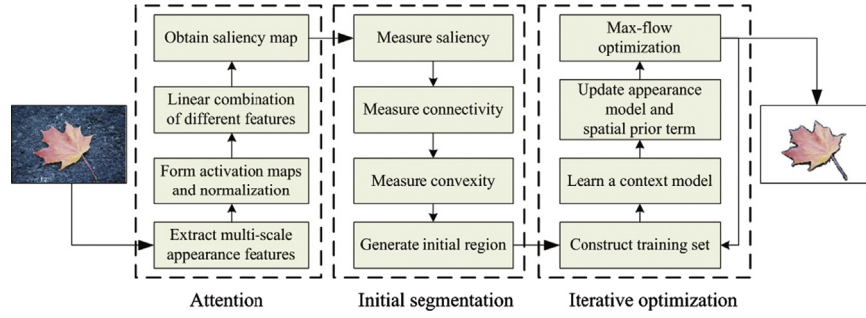 Obtain saliency map
Linear combination
of different features
Form activation maps
and normalization
Extract multi-scale
appearance features
Attention
Measure saliency
Measure connectivity
Measure convexity
Generate initial region
Initial segmentation
Max-flow
optimization
Update appearance
model and
spatial prior term
Learn a context model
Construct training set
Iterative optimization